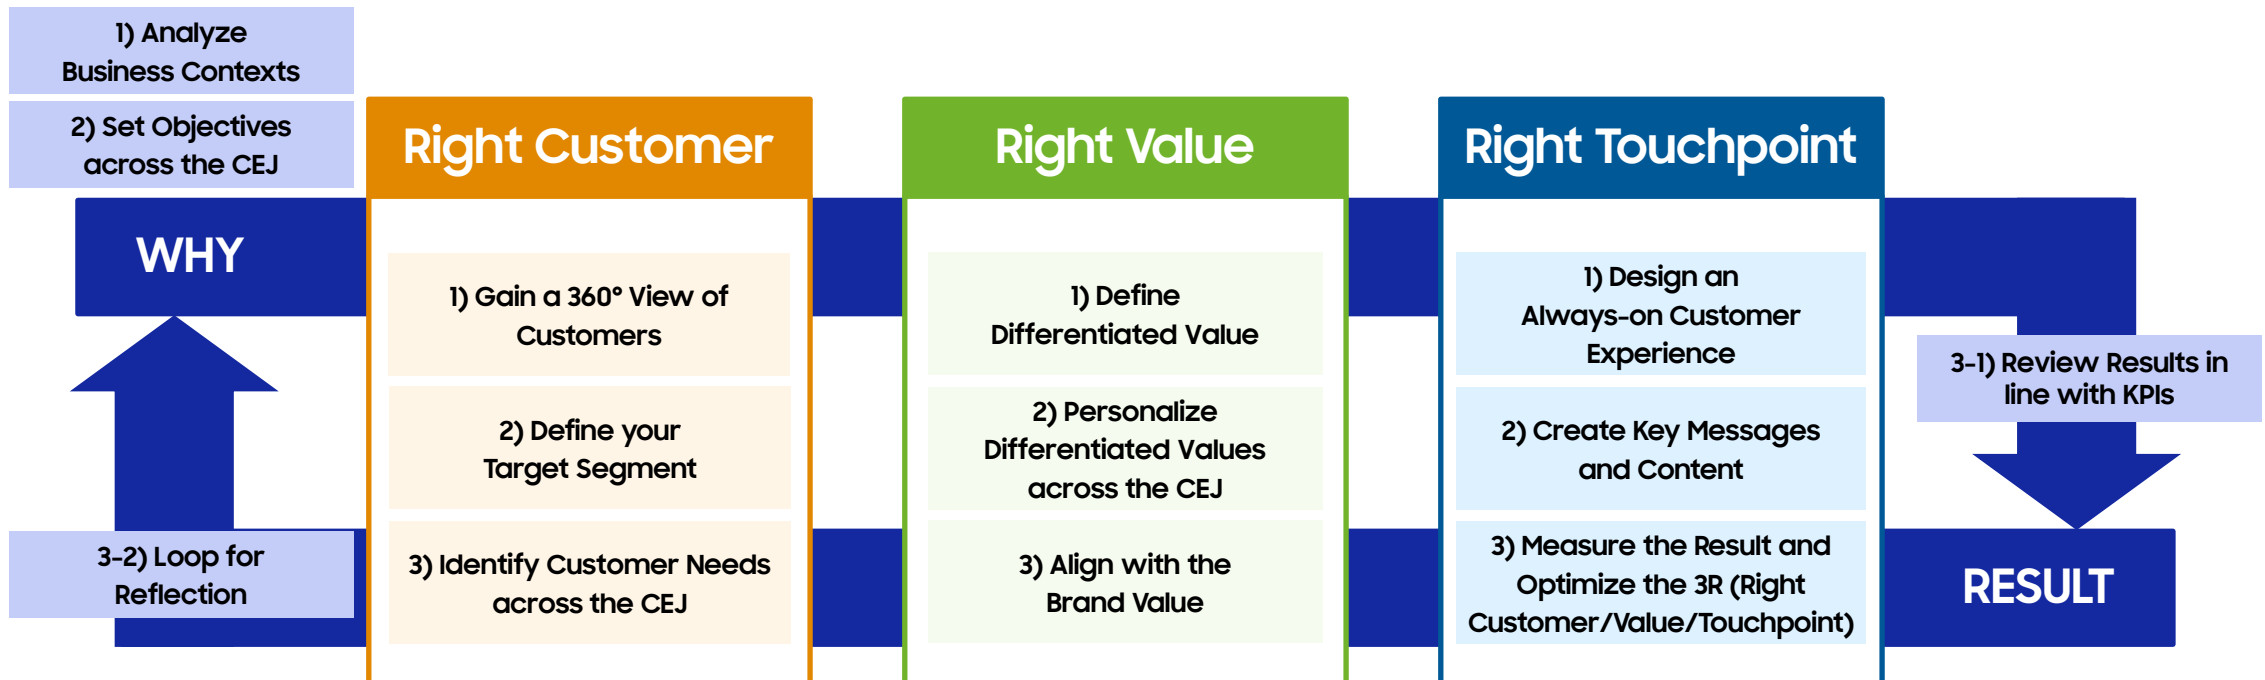 1) Analyze
Business Contexts
2) Set Objectives
across the CEJ
WHY
3-2) Loop for
Reflection
Right Customer
1) Gain a 360° View of
Customers
2) Define your
Target Segment
3) Identify Customer Needs
across the CEJ
Right Value
1) Define
Differentiated Value
2) Personalize
Differentiated Values
across the CEJ
3) Align with the
Brand Value
Right Touchpoint
1) Design an
Always-on Customer
Experience
2) Create Key Messages
and Content
3) Measure the Result and
Optimize the 3R (Right
Customer/Value/Touchpoint)
3-1) Review Results in
line with KPIs
RESULT